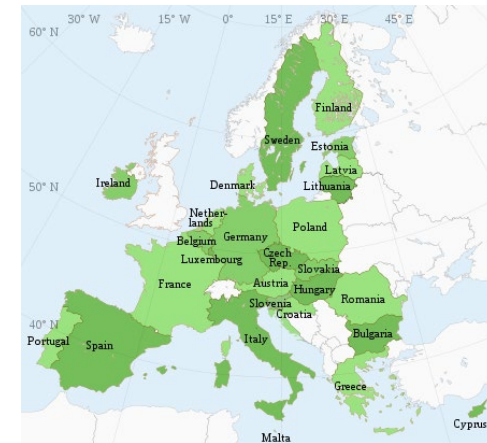 30° W 15° W 0° 15° E 30° E 45° E
60° N
Finland
Sweden
Estonia
Latvia
Ireland
Denmark
Lithuania
50° N
Nether-
lands
Poland
Belgium
Germany
Luxembourg
Czech
Rep.
Slovakia
France
Austria
Hungary
Slovenia
Romania
Croatia
40° N
Bulgaria
Portugal
Spain
Italy
Greece
Cyprus
Malta